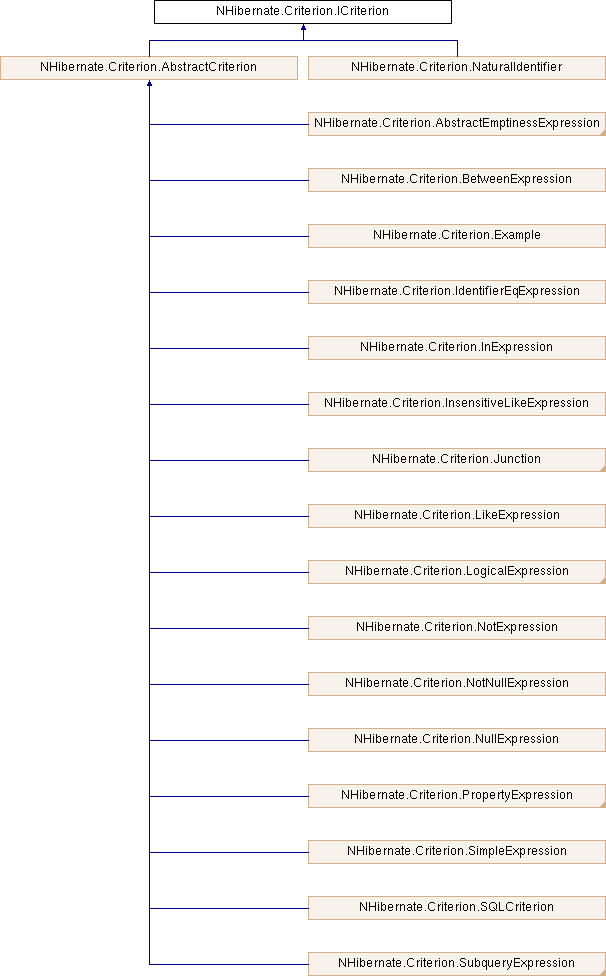 NHibernate.Criterion.ICriterion
NHibernate.Criterion.AbstractCriterion
NHibernate.Criterion.NaturalIdentifier
NHibernate.Criterion.AbstractEmptinessExpression
NHibernate.Criterion.BetweenExpression
NHibernate.Criterion.Example
NHibernate.Criterion.IdentifierEqExpression
NHibernate.Criterion.InExpression
NHibernate.Criterion.InsensitiveLikeExpression
NHibernate.Criterion.Junction
NHibernate.Criterion.LikeExpression
NHibernate.Criterion.LogicalExpression
NHibernate.Criterion.NotExpression
NHibernate.Criterion.NotNullExpression
NHibernate.Criterion.NullExpression
NHibernate.Criterion.PropertyExpression
NHibernate.Criterion.SimpleExpression
NHibernate.Criterion.SQLCriterion
NHibernate.Criterion.SubqueryExpression